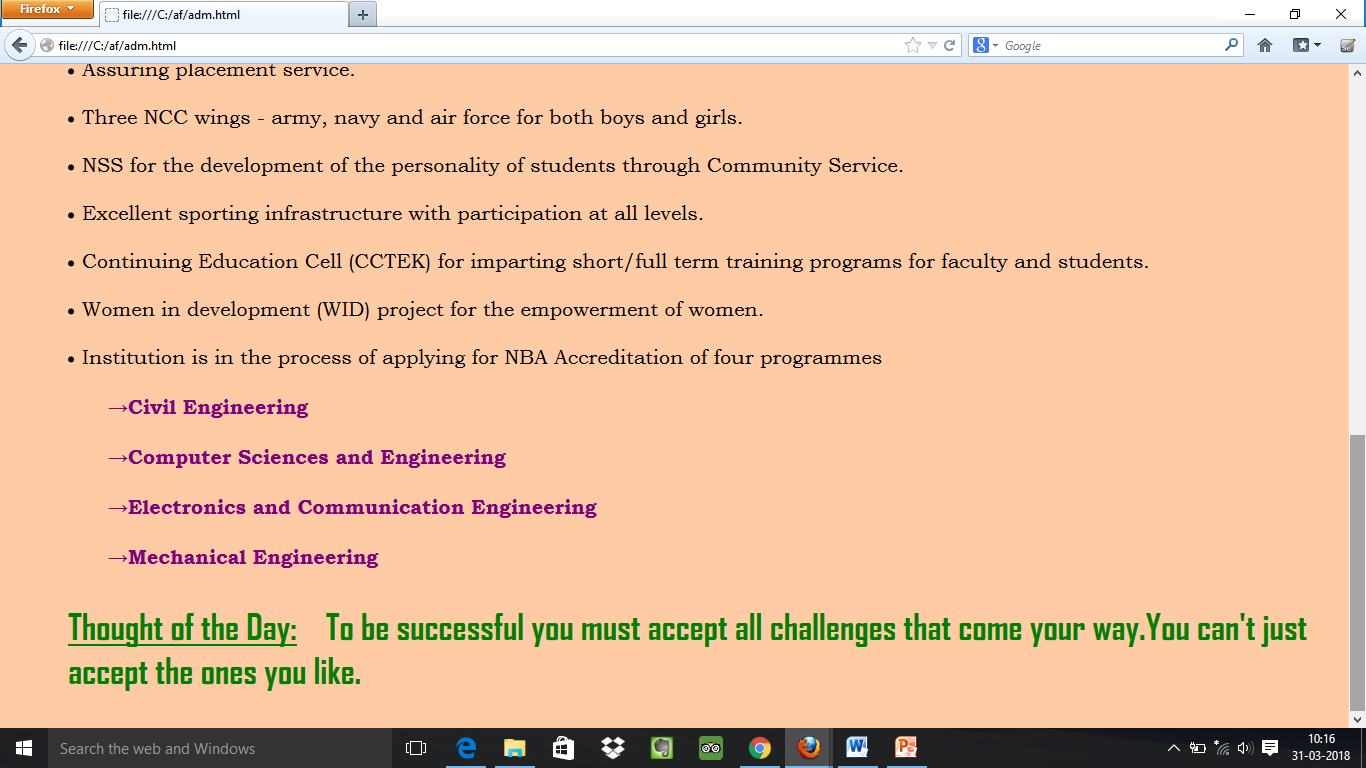 Firefox
file:///C:/af/adm.html
file:///C:/af/adm.html
Google
• Assuring placement service.
• Three NCC wings - army, navy and air force for both boys and girls.
• NSS for the development of the personality of students through Community Service.
• Excellent sporting infrastructure with participation at all levels.
• Continuing Education Cell (CCTEK) for imparting short/full term training programs for faculty and students.
• Women in development (WID) project for the empowerment of women.
• Institution is in the process of applying for NBA Accreditation of four programmes
→Civil Engineering
→Computer Sciences and Engineering
→Electronics and Communication Engineering
→Mechanical Engineering
Thought of the Day: To be successful you must accept all challenges that come your way.You can't just
accept the ones you like.
Search the web and Windows
10:16
31-03-2018